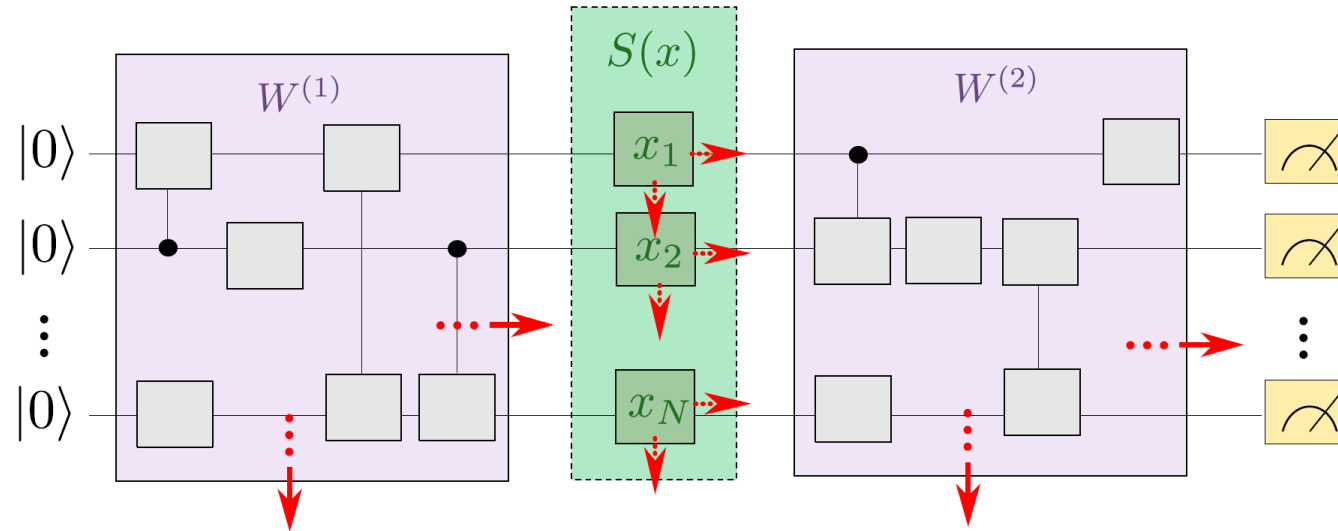 S(x)
W^{(1)}
W^{(2)}
|0⟩
x_1
|0⟩
x_2
⋮
⋮
|0⟩
x_N